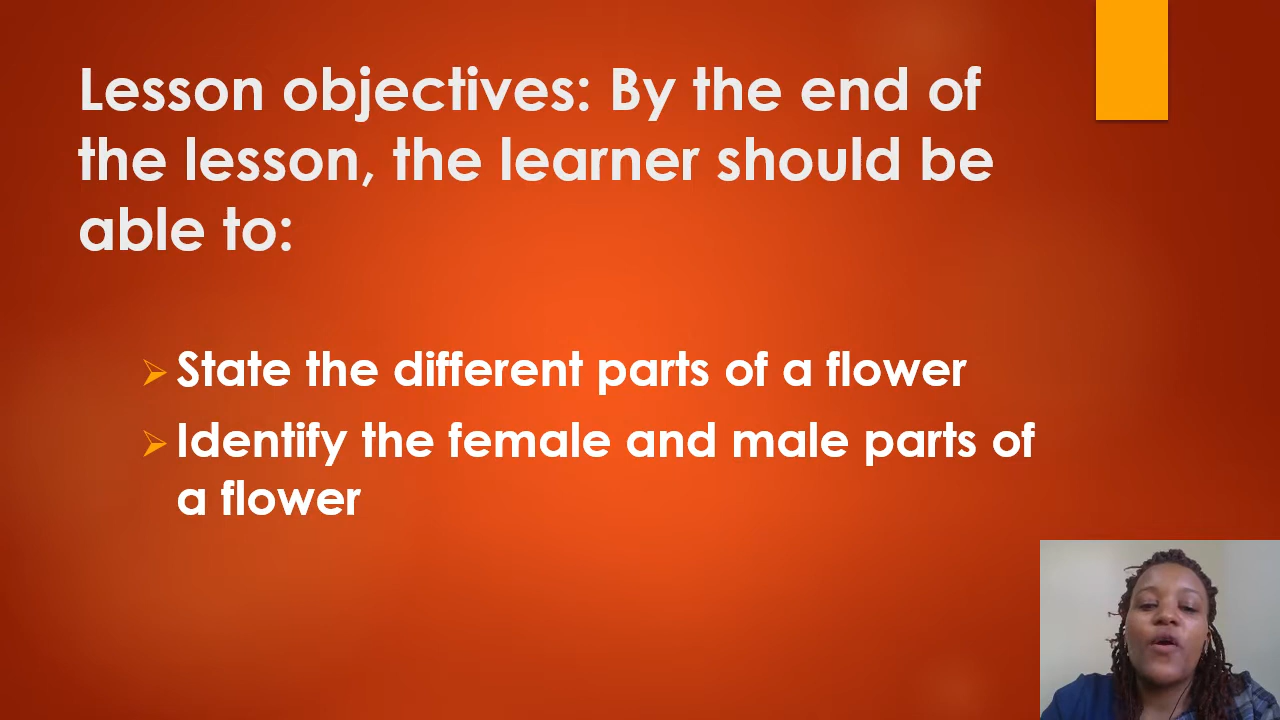 Lesson objectives: By the end of
the lesson, the learner should be
able to:
State the different parts of a flower
Identify the female and male parts of
a flower